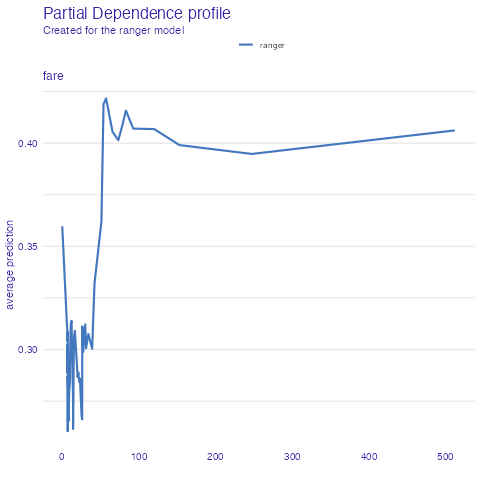 Partial Dependence profile
Created for the ranger model
ranger
fare
average prediction
0.40
0.35
0.30
0 100 200 300 400 500